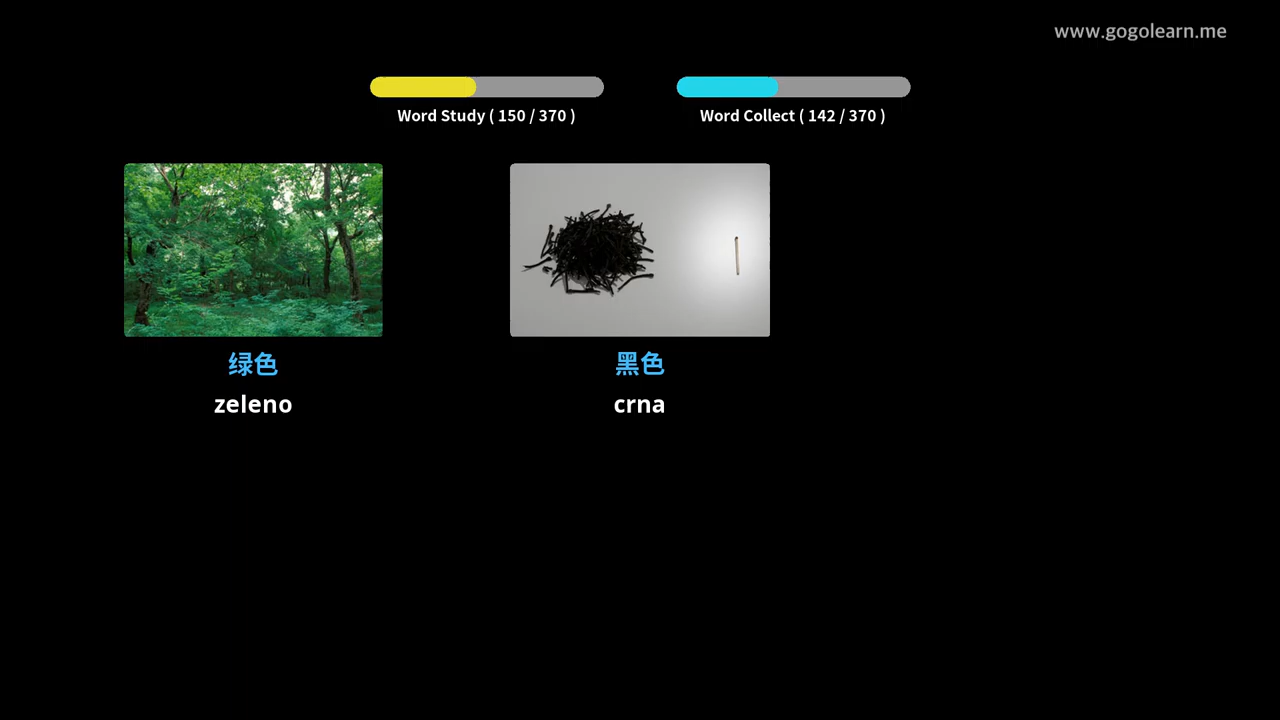 www.gogolearn.me
Word Study ( 150 / 370 )
Word Collect ( 142 / 370 )
绿色
zeleno
黑色
crna